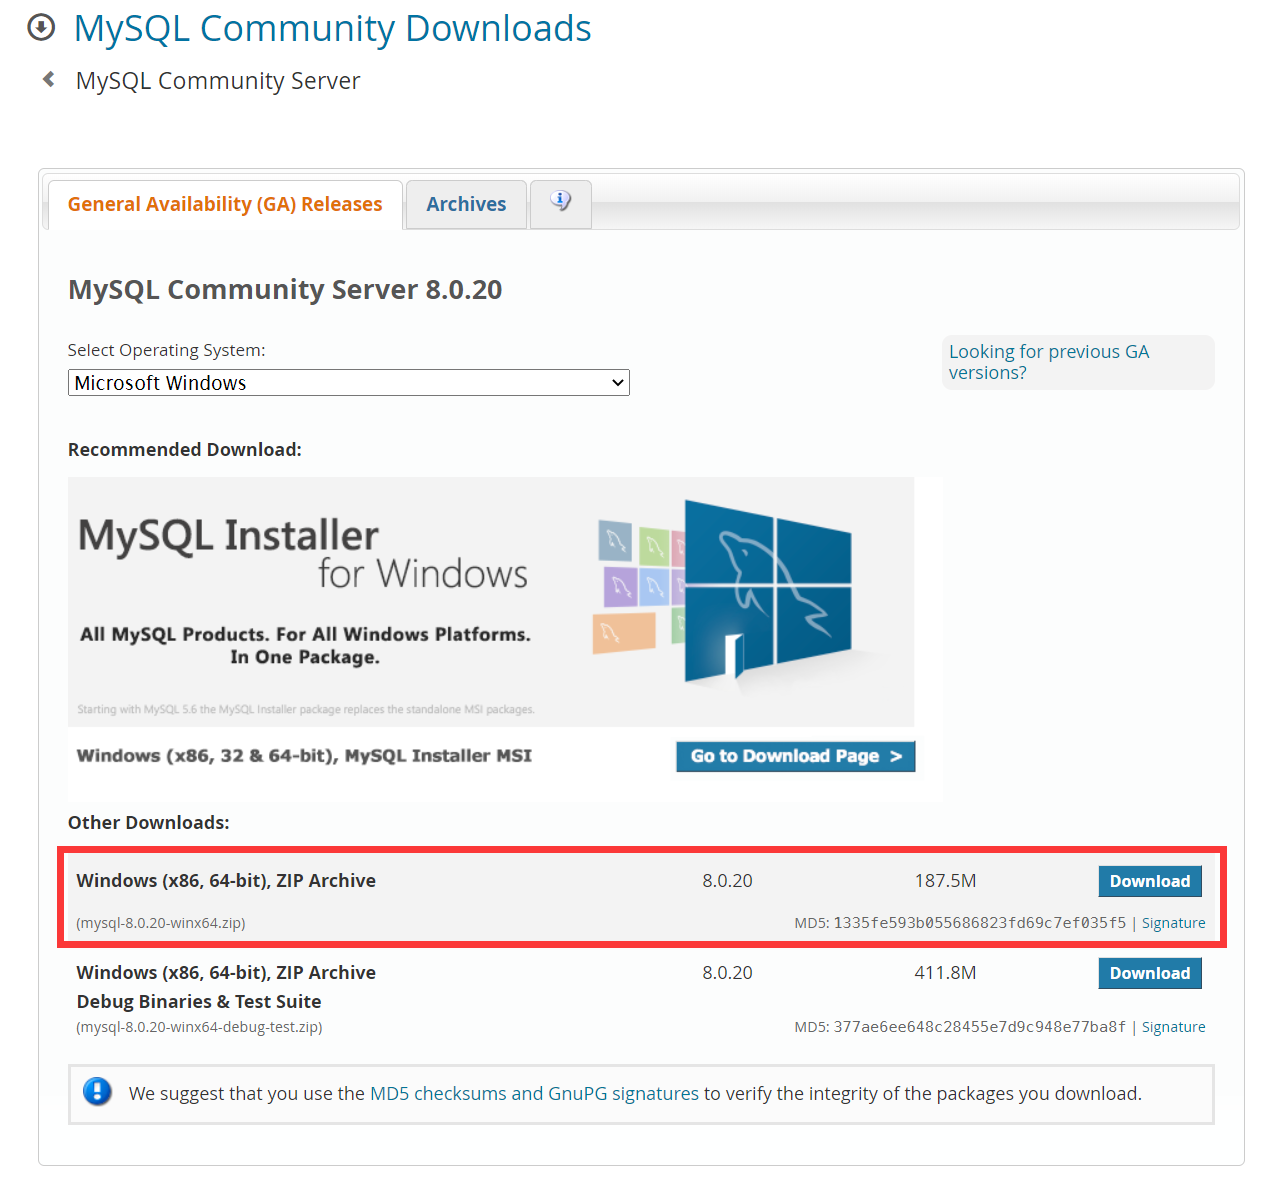 MySQL Community Downloads
MySQL Community Server
General Availability (GA) Releases
Archives
i
MySQL Community Server 8.0.20
Select Operating System:
Microsoft Windows
Looking for previous GA
versions?
Recommended Download:
MySQL Installer
for Windows
All MySQL Products. For All Windows Platforms.
In One Package.
Starting with MySQL 5.6 the MySQL Installer package replaces the standalone MSI packages.
Windows (x86, 32 & 64-bit), MySQL Installer MSI
Go to Download Page >
Other Downloads:
Windows (x86, 64-bit), ZIP Archive 8.0.20 187.5M Download
(mysql-8.0.20-winx64.zip) MD5: 1335fe593b055686823fd69c7ef035f5 | Signature
Windows (x86, 64-bit), ZIP Archive 8.0.20 411.8M Download
Debug Binaries & Test Suite
(mysql-8.0.20-winx64-debug-test.zip) MD5: 377ae6ee648c28455e7d9c948e77ba8f | Signature
We suggest that you use the MD5 checksums and GnuPG signatures to verify the integrity of the packages you download.